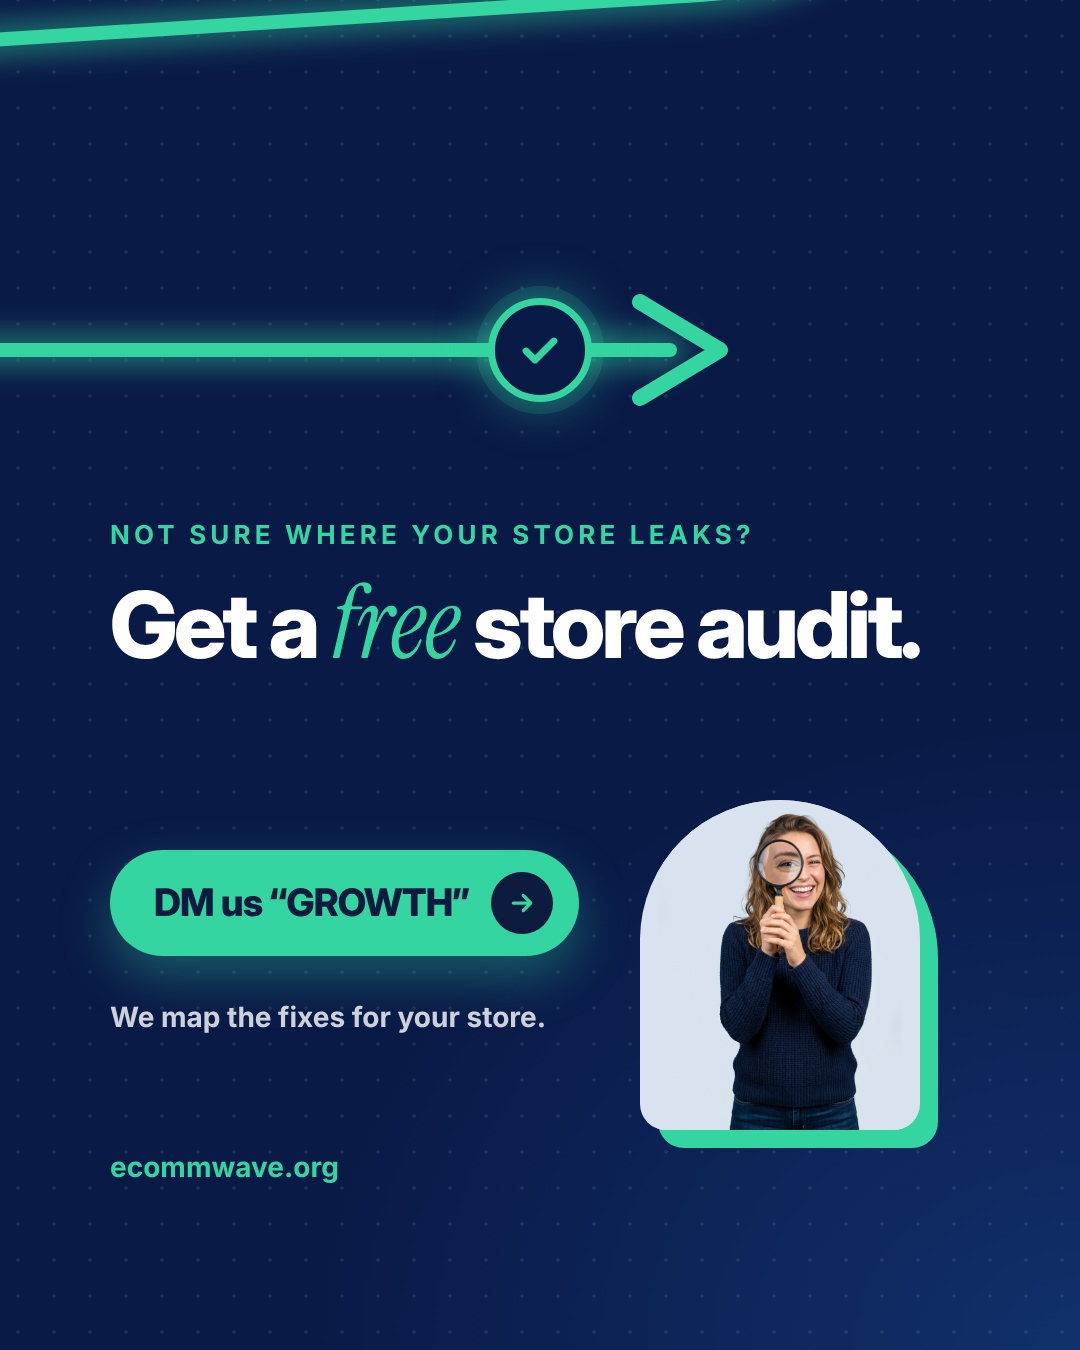 NOT SURE WHERE YOUR STORE LEAKS?
Get a free store audit.
DM us “GROWTH”
We map the fixes for your store.
ecommwave.org